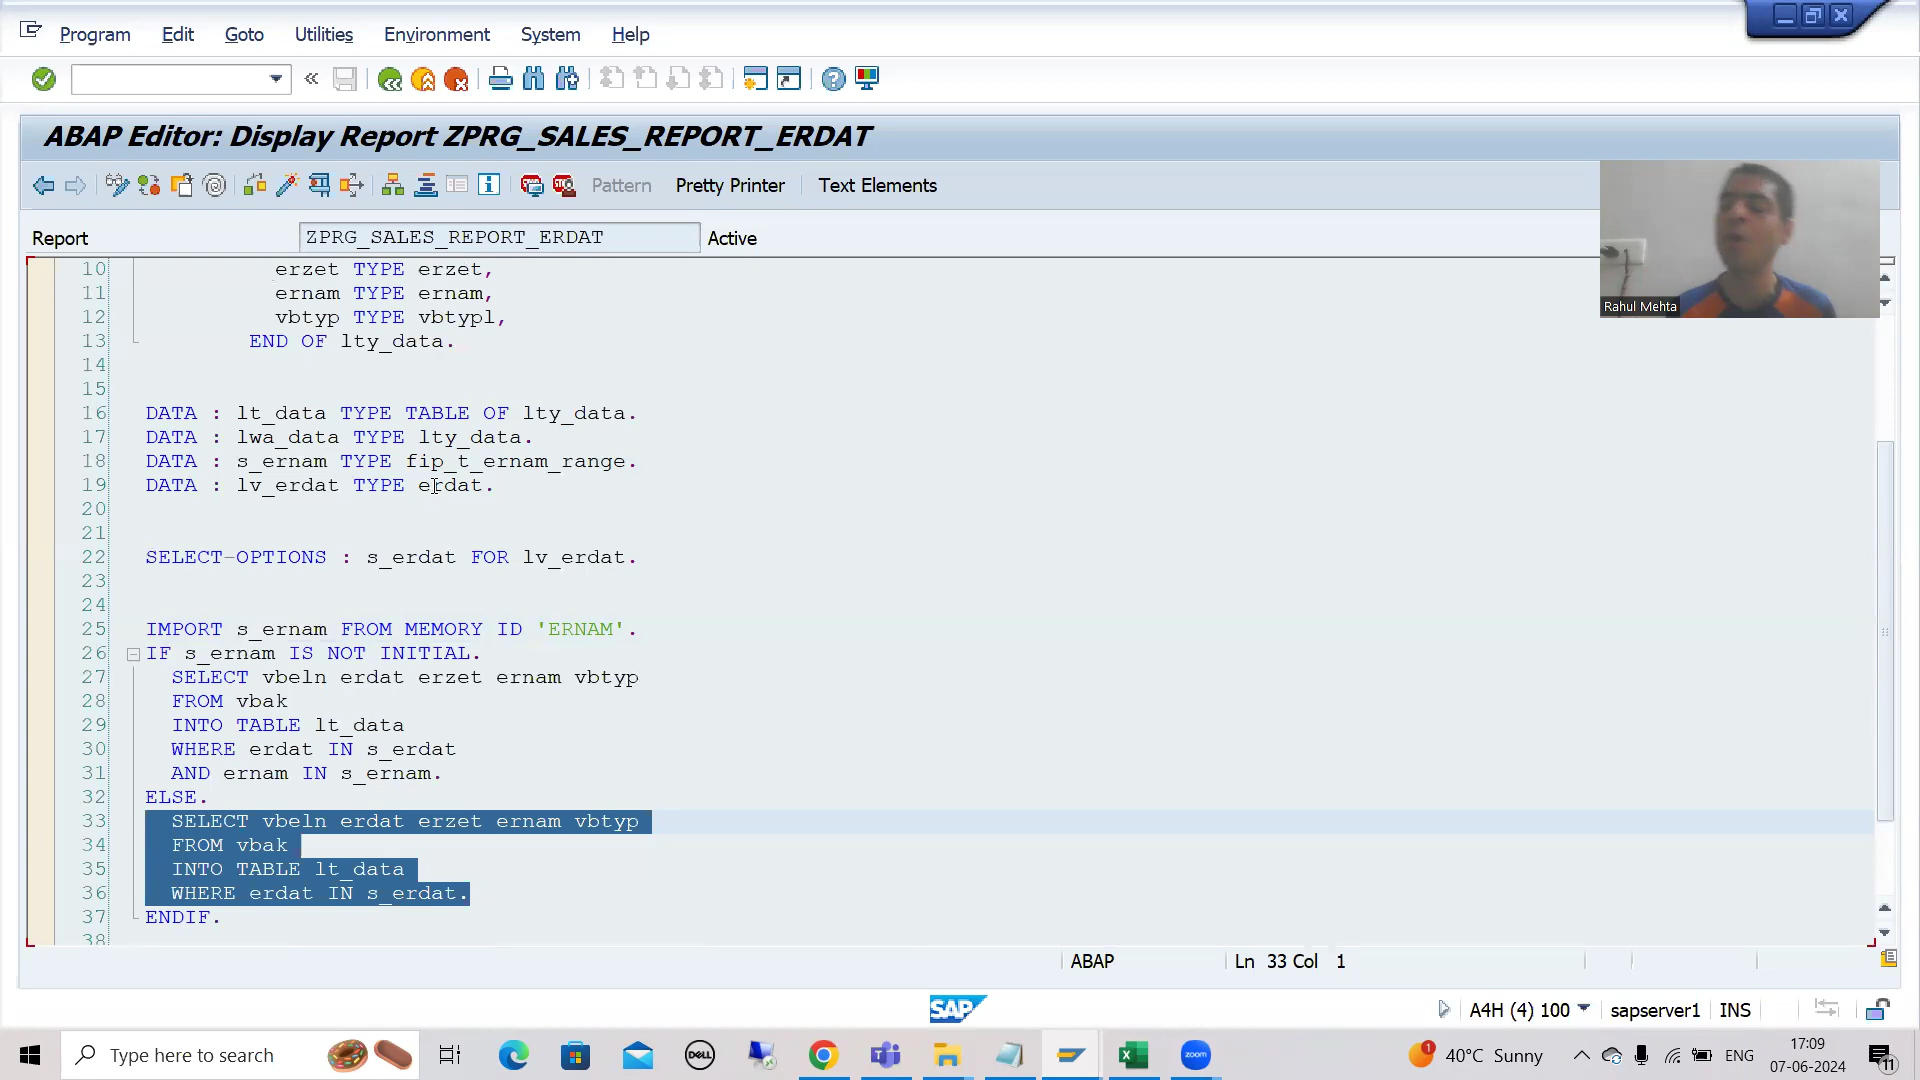 Program Edit Goto Utilities Environment System Help
ABAP Editor: Display Report ZPRG_SALES_REPORT_ERDAT
Pattern Pretty Printer Text Elements
Report ZPRG_SALES_REPORT_ERDAT Active
Rahul Mehta
10 erzet TYPE erzet,
11 ernam TYPE ernam,
12 vbtyp TYPE vbtypl,
13 END OF lty_data.
14
15
16 DATA : lt_data TYPE TABLE OF lty_data.
17 DATA : lwa_data TYPE lty_data.
18 DATA : s_ernam TYPE fip_t_ernam_range.
19 DATA : lv_erdat TYPE erdat.
20
21
22 SELECT-OPTIONS : s_erdat FOR lv_erdat.
23
24
25 IMPORT s_ernam FROM MEMORY ID 'ERNAM'.
26 IF s_ernam IS NOT INITIAL.
27 SELECT vbeln erdat erzet ernam vbtyp
28 FROM vbak
29 INTO TABLE lt_data
30 WHERE erdat IN s_erdat
31 AND ernam IN s_ernam.
32 ELSE.
33 SELECT vbeln erdat erzet ernam vbtyp
34 FROM vbak
35 INTO TABLE lt_data
36 WHERE erdat IN s_erdat.
37 ENDIF.
38
ABAP Ln 33 Col 1
SAP A4H (4) 100 sapserver1 INS
Type here to search DELL zoom 1 40°C Sunny ENG 17:09
07-06-2024 11